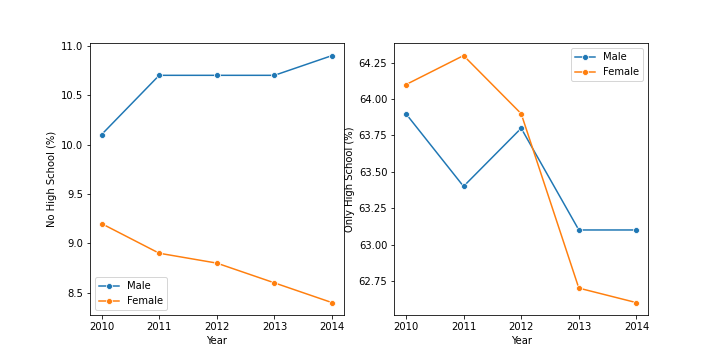 11.0
10.5
10.0
9.5
9.0
8.5
No High School (%)
Male
Female
2010 2011 2012 2013 2014
Year
64.25
64.00
63.75
63.50
63.25
63.00
62.75
Only High School (%)
Male
Female
2010 2011 2012 2013 2014
Year